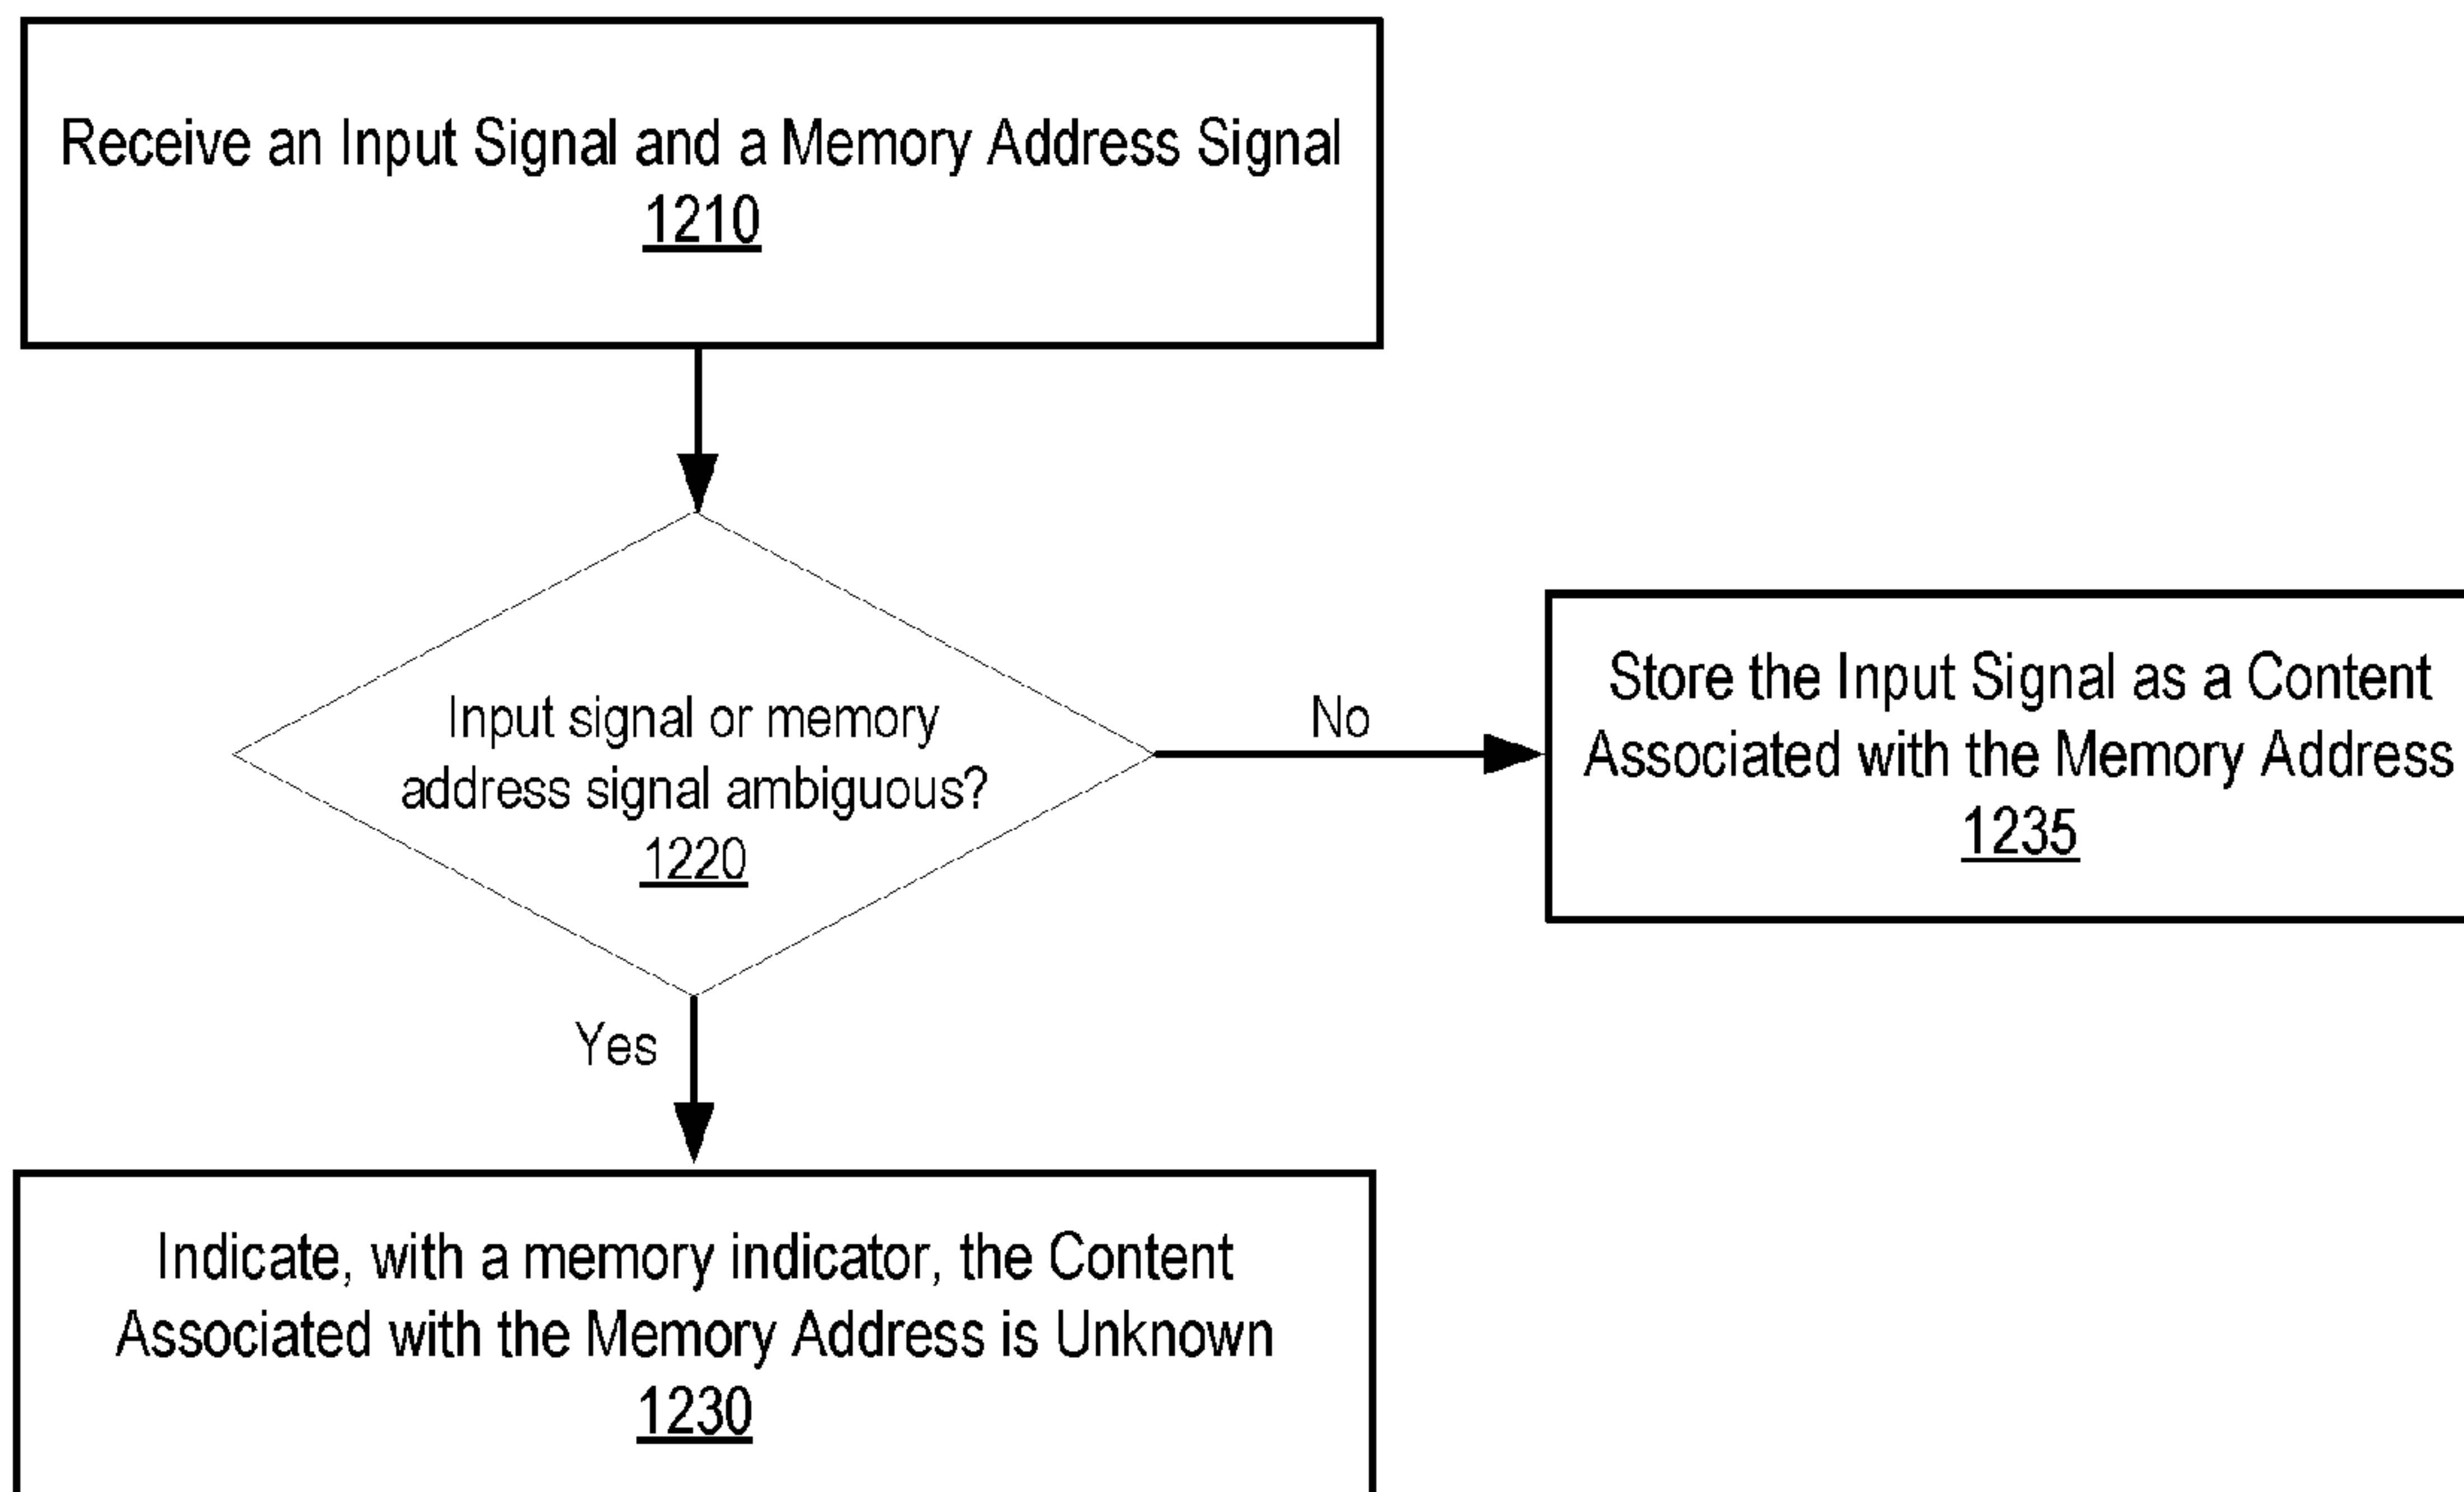 Receive an Input Signal and a Memory Address Signal
1210
Input signal or memory
address signal ambiguous?
1220
No
Store the Input Signal as a Content
Associated with the Memory Address
1235
Yes
Indicate, with a memory indicator, the Content
Associated with the Memory Address is Unknown
1230